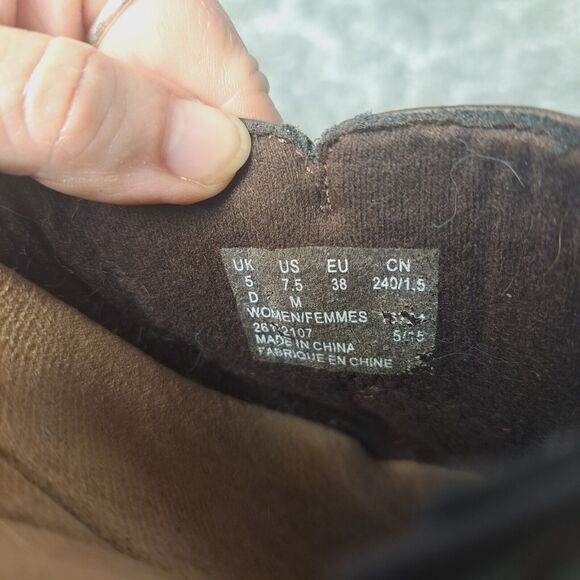 UK US EU CN
5 7.5 38 240/1.5
D M
WOMEN/FEMMES
2107
MADE IN CHINA
FABRIQUE EN CHINE